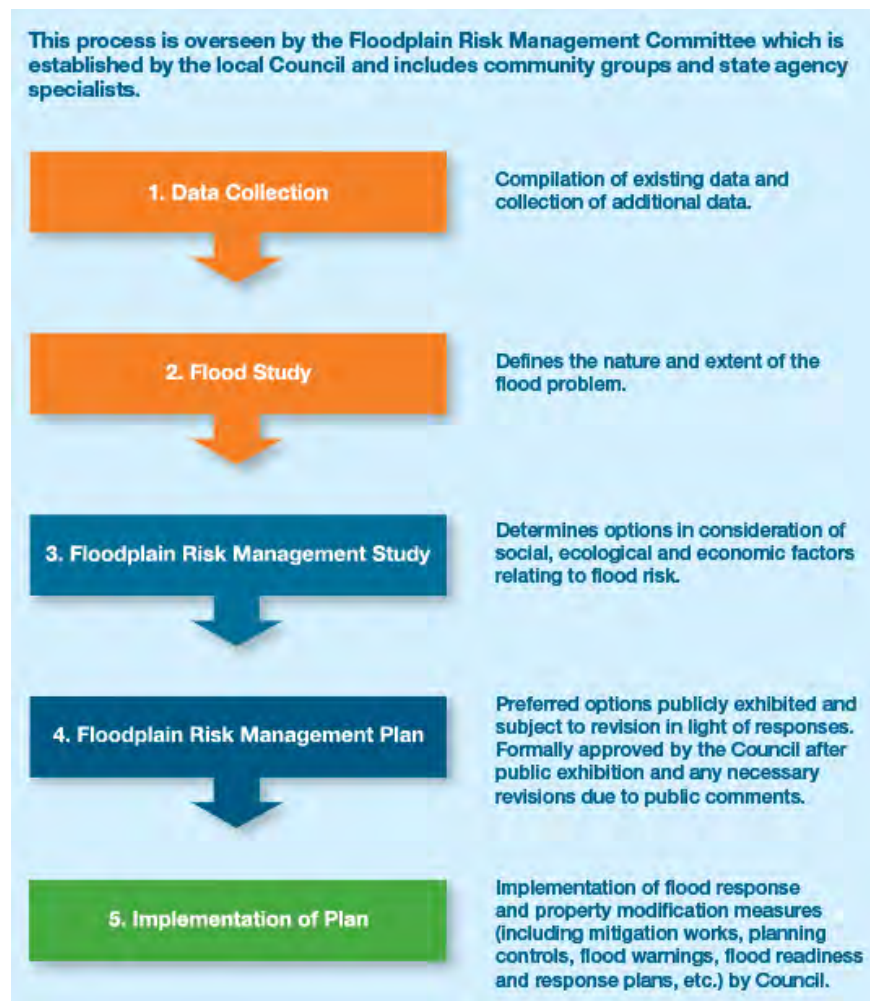 This process is overseen by the Floodplain Risk Management Committee which is
established by the local Council and includes community groups and state agency
specialists.
1. Data Collection
Compilation of existing data and
collection of additional data.
2. Flood Study
Defines the nature and extent of the
flood problem.
3. Floodplain Risk Management Study
Determines options in consideration of
social, ecological and economic factors
relating to flood risk.
4. Floodplain Risk Management Plan
Preferred options publicly exhibited and
subject to revision in light of responses.
Formally approved by the Council after
public exhibition and any necessary
revisions due to public comments.
5. Implementation of Plan
Implementation of flood response
and property modification measures
(including mitigation works, planning
controls, flood warnings, flood readiness
and response plans, etc.) by Council.